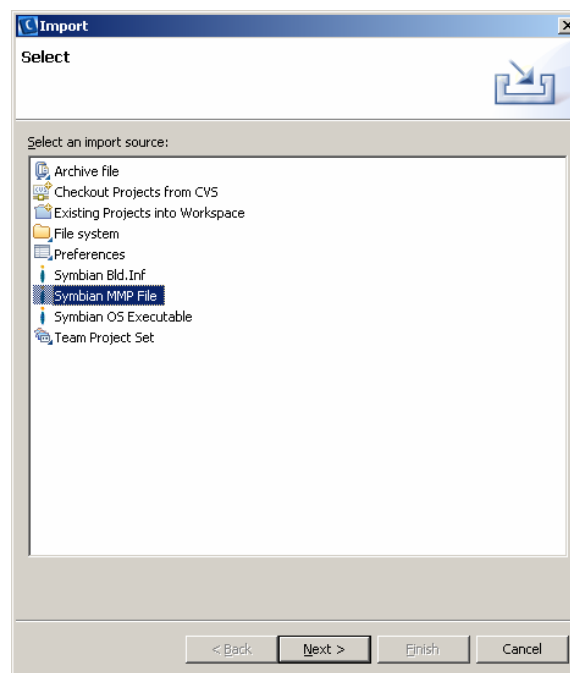 Import
Select
Select an import source:
Archive file
Checkout Projects from CVS
Existing Projects into Workspace
File system
Preferences
Symbian Bld.Inf
Symbian MMP File
Symbian OS Executable
Team Project Set
< Back Next > Finish Cancel